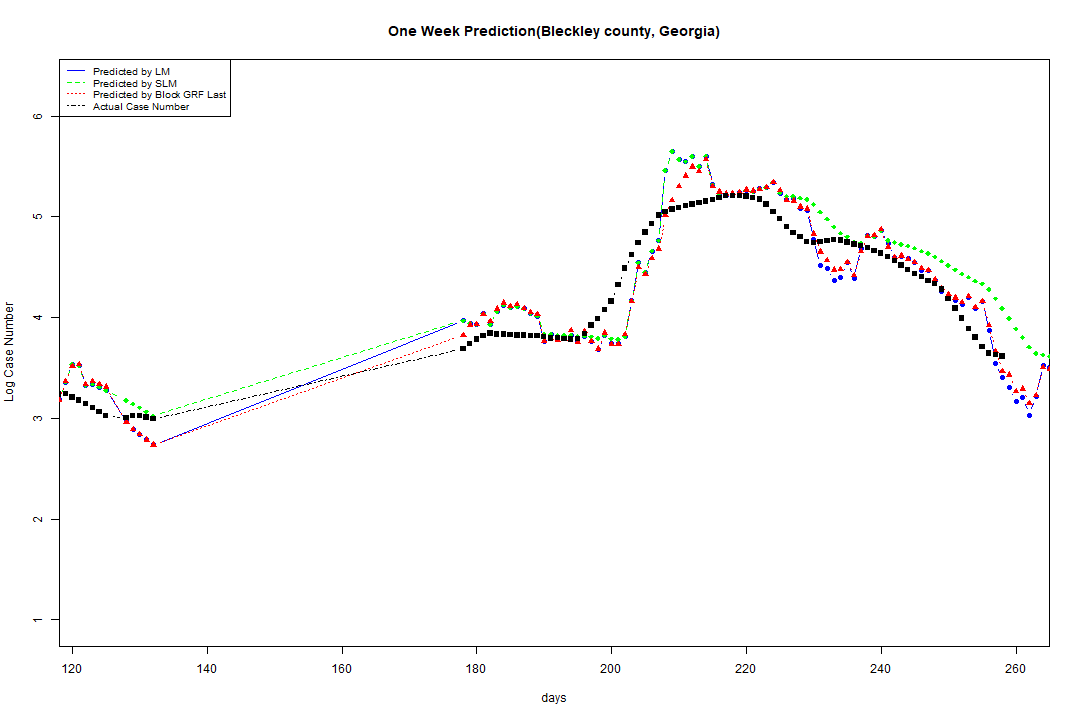 One Week Prediction(Bleckley county, Georgia)
Predicted by LM
Predicted by SLM
Predicted by Block GRF Last
Actual Case Number
6
5
4
3
2
1
Log Case Number
120 140 160 180 200 220 240 260
days